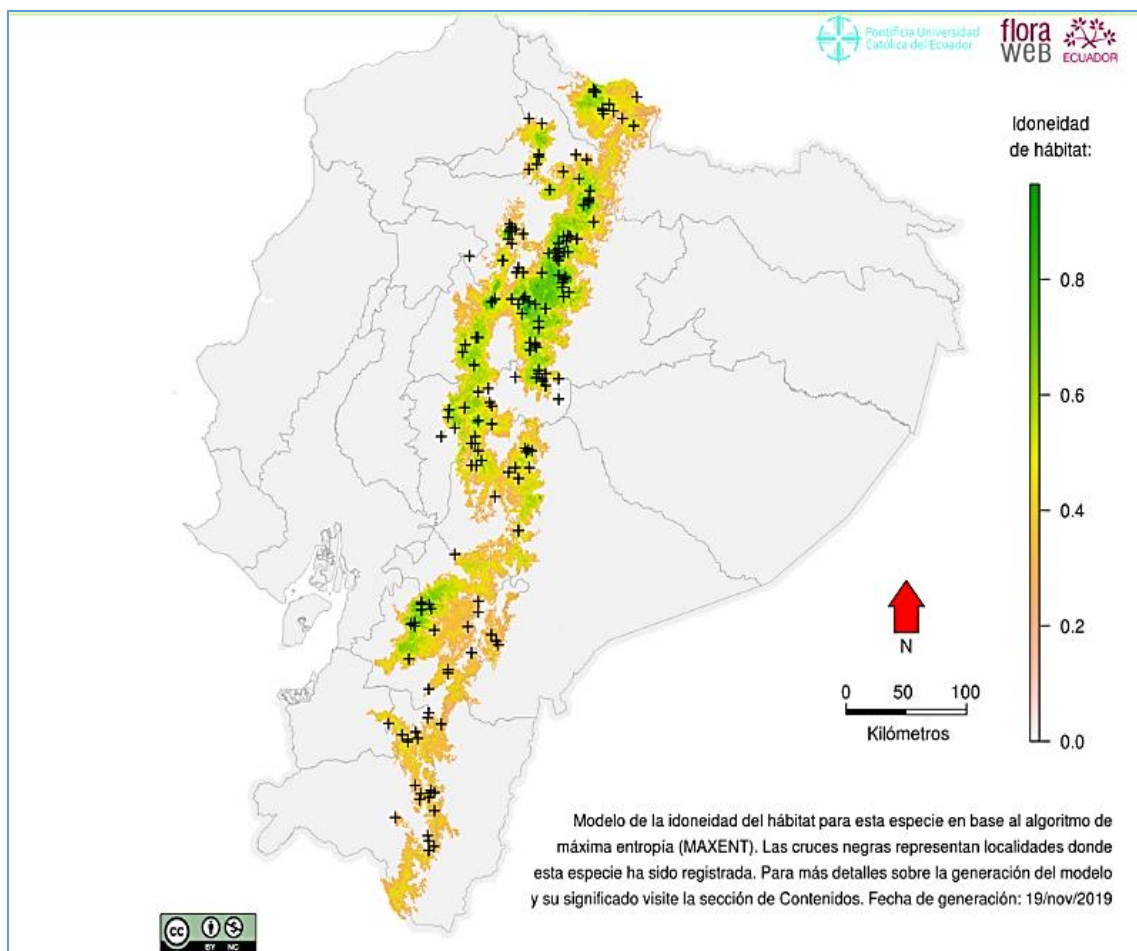 Pontificia Universidad
Católica del Ecuador
flora
WEB
ECUADOR
Idoneidad
de hábitat:
0.8
0.6
0.4
0.2
0.0
N
0 50 100
Kilómetros
Modelo de la idoneidad del hábitat para esta especie en base al algoritmo de
máxima entropía (MAXENT). Las cruces negras representan localidades donde
esta especie ha sido registrada. Para más detalles sobre la generación del modelo
y su significado visite la sección de Contenidos. Fecha de generación: 19/nov/2019
cc
BY NC